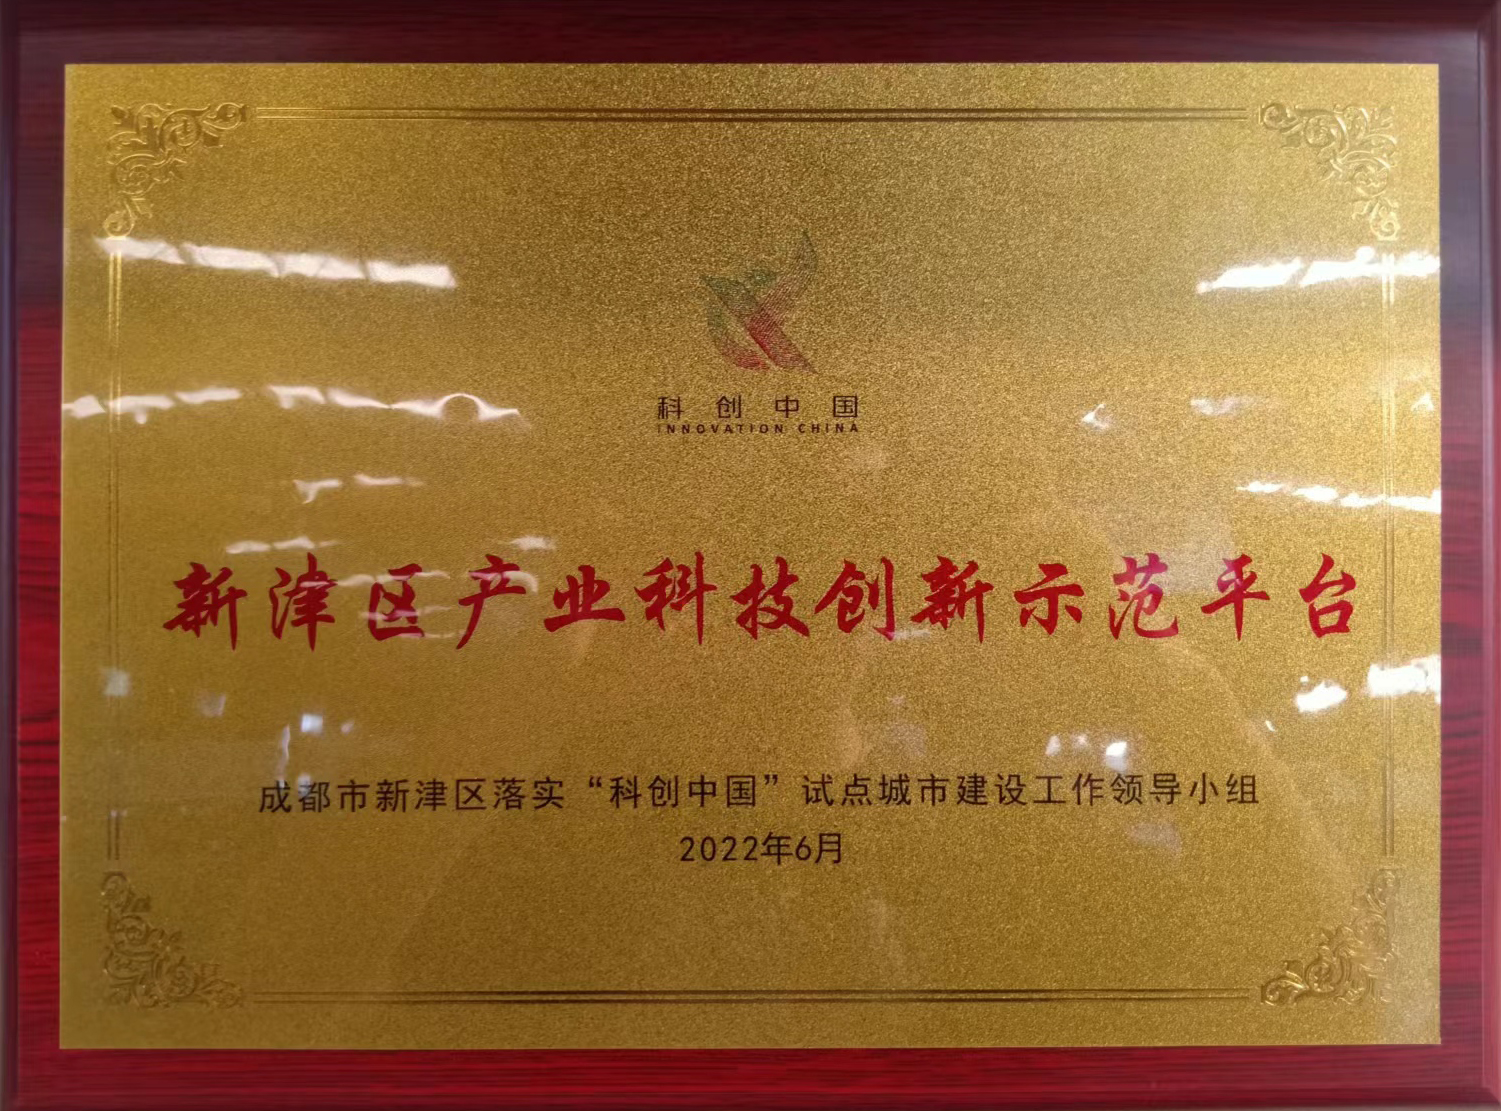 科创中国
INNOVATION CHINA
新津区产业科技创新示范平台
成都市新津区落实“科创中国”试点城市建设工作领导小组
2022年6月